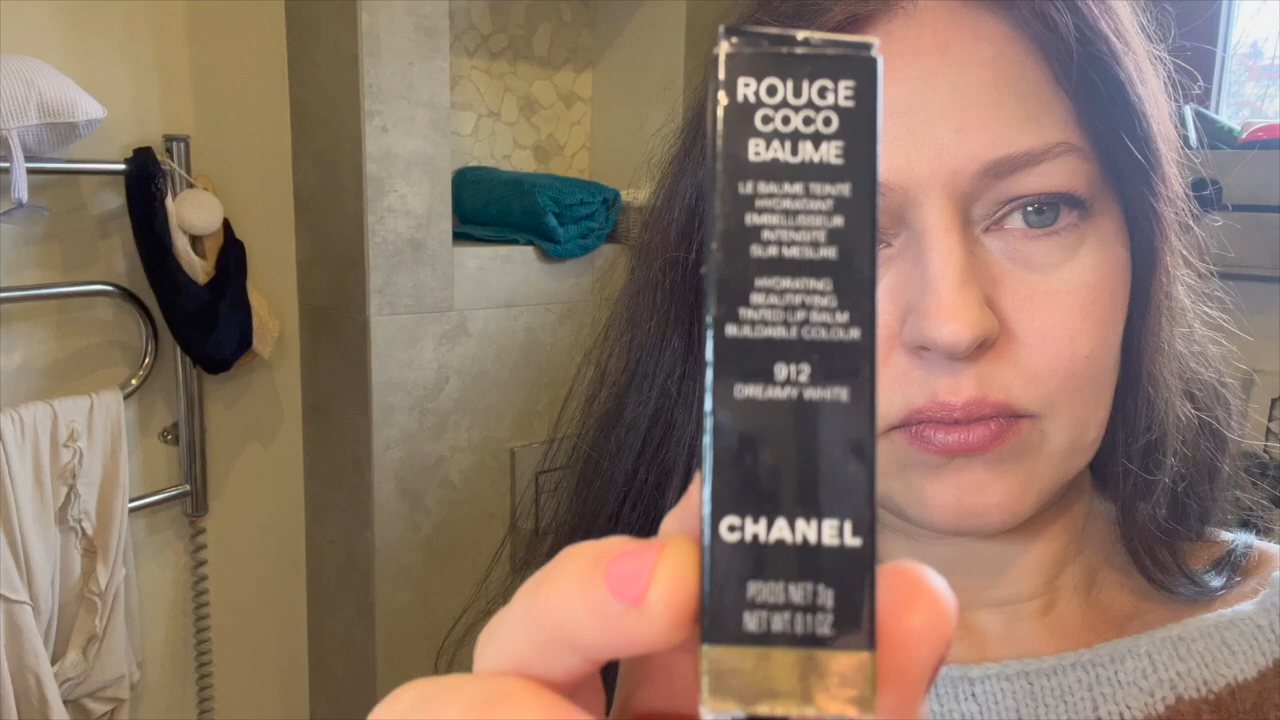 ROUGE
COCO
BAUME
LE BAUME TEINTÉ
HYDRATANT
EMBELLISSEUR
INTENSITÉ
SUR MESURE
HYDRATING
BEAUTIFYING
TINTED LIP BALM
BUILDABLE COLOUR
912
DREAMY WHITE
CHANEL
POIDS NET 3g
NET WT. 0.1 OZ.